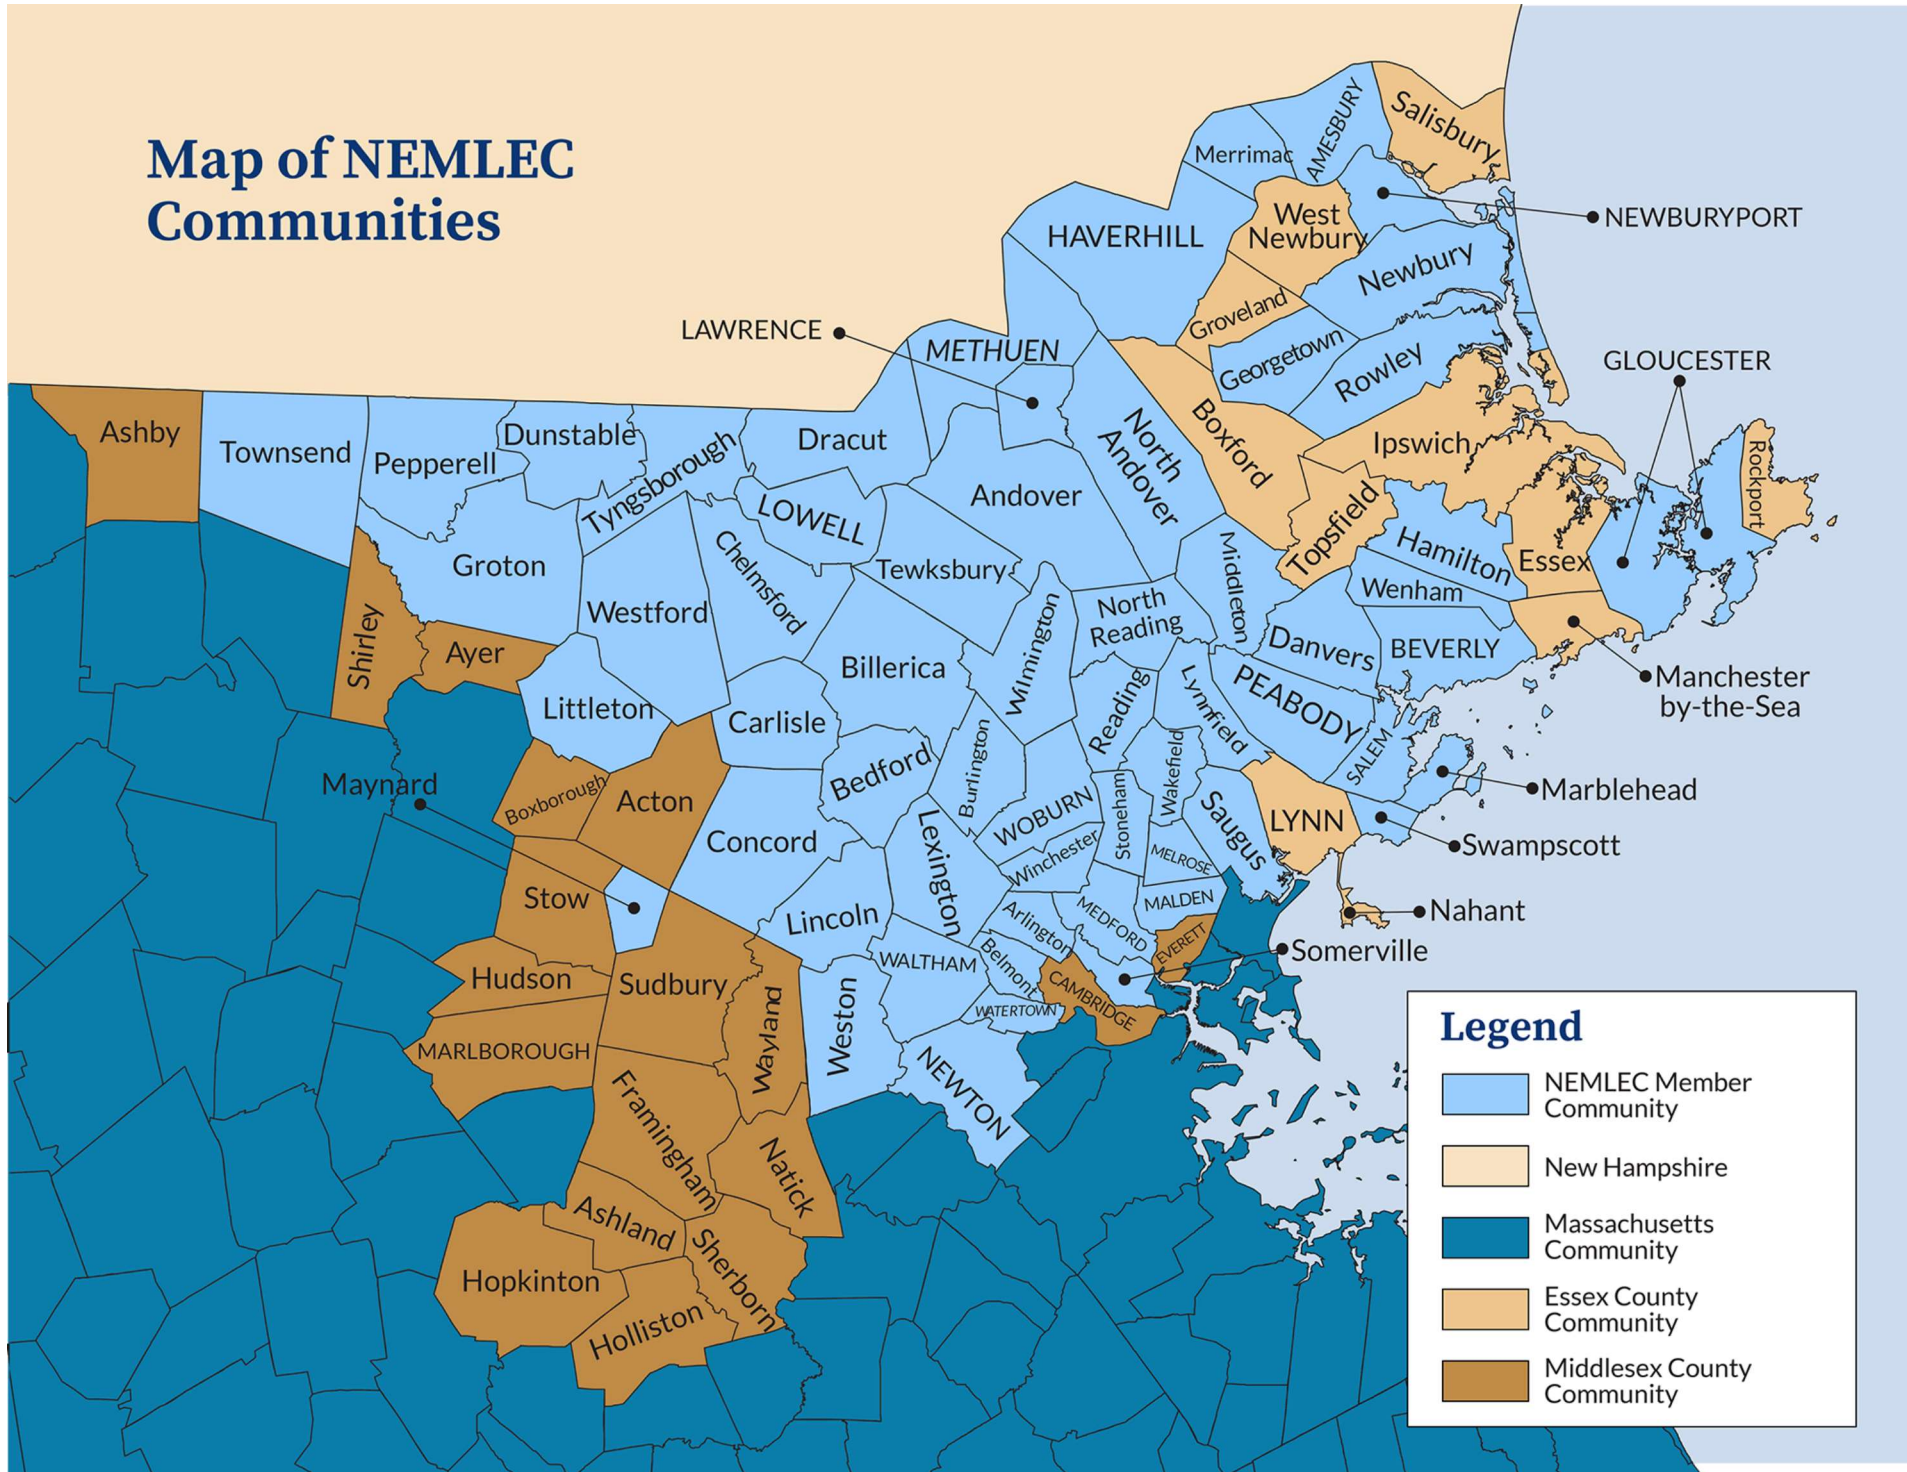 Map of NEMLEC
Communities
Salisbury
AMESBURY
Merrimac
NEWBURYPORT
West
Newbury
HAVERHILL
Newbury
Groveland
LAWRENCE
METHUEN
Georgetown
Rowley
GLOUCESTER
Ashby
Townsend
Pepperell
Dunstable
Tyngsborough
Dracut
North
Andover
Boxford
Ipswich
Rockport
Andover
LOWELL
Topsfield
Hamilton
Essex
Groton
Chelmsford
Tewksbury
Middleton
Wenham
Westford
Wilmington
North
Reading
Danvers
BEVERLY
Shirley
Ayer
Billerica
Manchester
by-the-Sea
Littleton
Carlisle
Reading
Lynnfield
PEABODY
Burlington
Bedford
Wakefield
SALEM
Maynard
Boxborough
Acton
Marblehead
WOBURN
Stoneham
Saugus
LYNN
Concord
Lexington
Winchester
MELROSE
Swampscott
Stow
Lincoln
Arlington
MEDFORD
MALDEN
Nahant
EVERETT
Somerville
Hudson
Sudbury
WALTHAM
Belmont
CAMBRIDGE
Wayland
Weston
WATERTOWN
MARLBOROUGH
NEWTON
Framingham
Natick
Ashland
Sherborn
Hopkinton
Holliston
Legend
NEMLEC Member
Community
New Hampshire
Massachusetts
Community
Essex County
Community
Middlesex County
Community